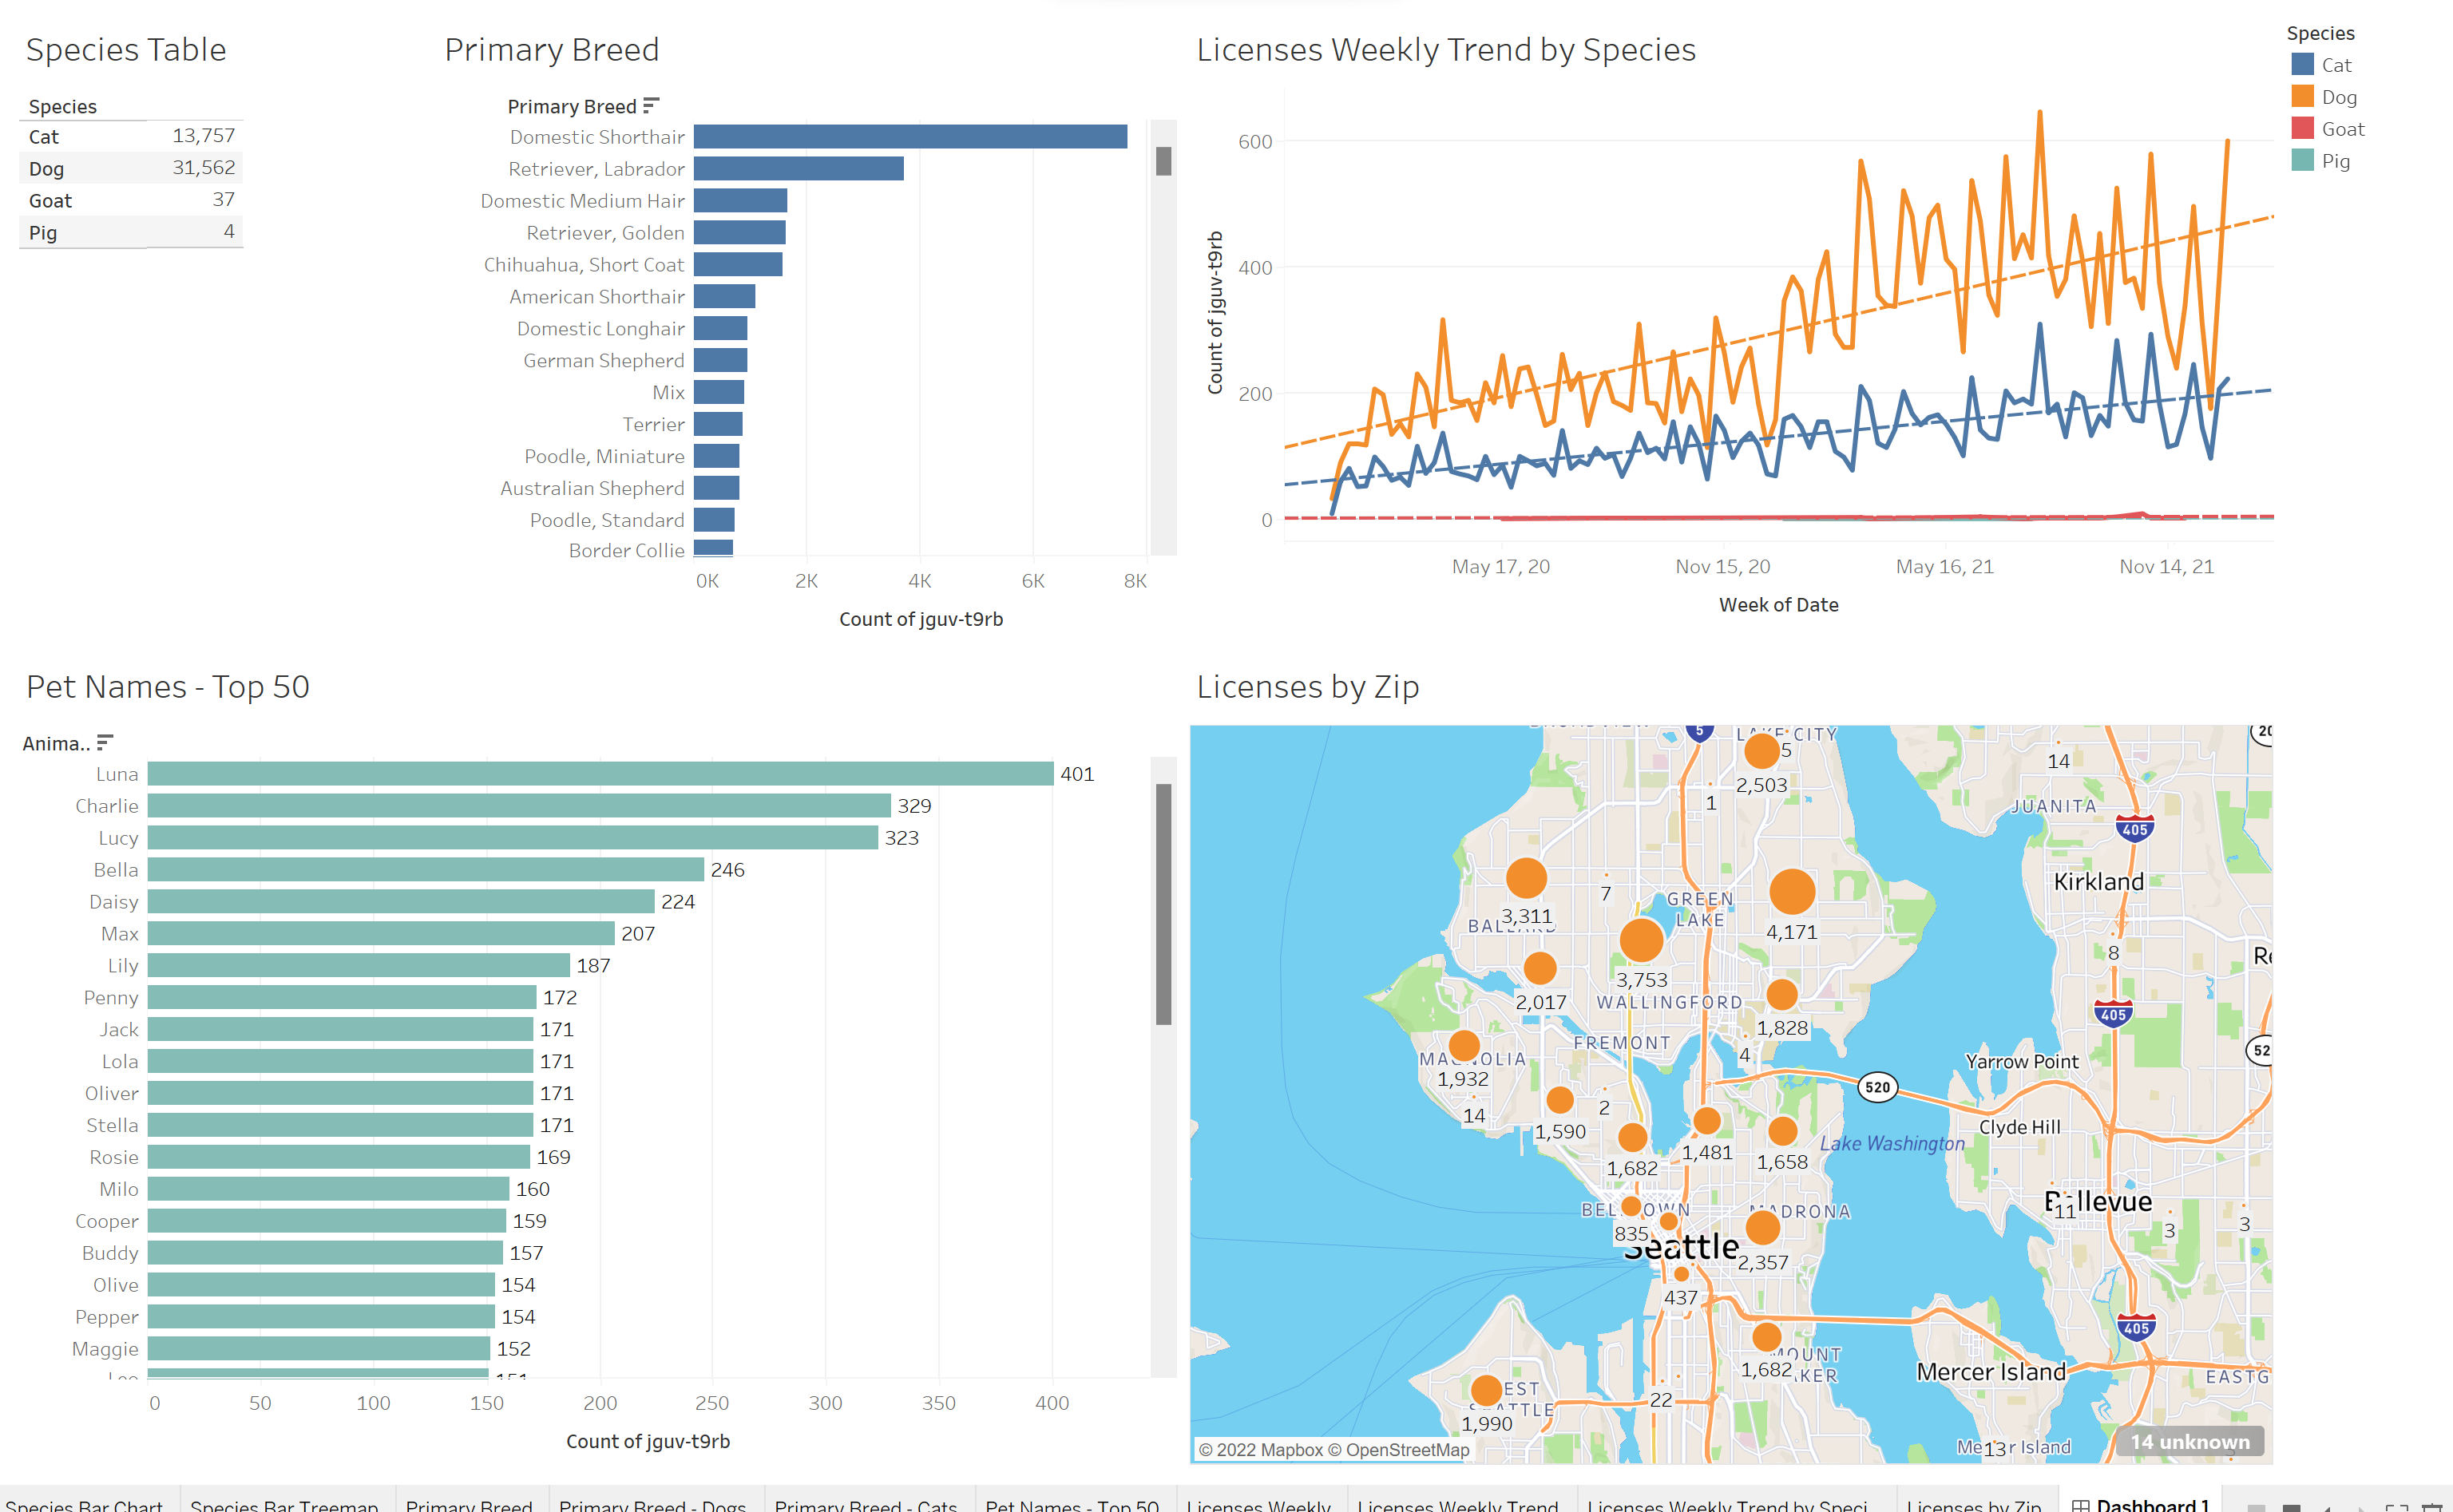 Species Table
Species
Cat 13,757
Dog 31,562
Goat 37
Pig 4
Primary Breed
Primary Breed
Domestic Shorthair
Retriever, Labrador
Domestic Medium Hair
Retriever, Golden
Chihuahua, Short Coat
American Shorthair
Domestic Longhair
German Shepherd
Mix
Terrier
Poodle, Miniature
Australian Shepherd
Poodle, Standard
Border Collie
0K 2K 4K 6K 8K
Count of jguv-t9rb
Licenses Weekly Trend by Species
Count of jguv-t9rb
600
400
200
0
May 17, 20 Nov 15, 20 May 16, 21 Nov 14, 21
Week of Date
Species
Cat
Dog
Goat
Pig
Pet Names - Top 50
Anima..
Luna 401
Charlie 329
Lucy 323
Bella 246
Daisy 224
Max 207
Lily 187
Penny 172
Jack 171
Lola 171
Oliver 171
Stella 171
Rosie 169
Milo 160
Cooper 159
Buddy 157
Olive 154
Pepper 154
Maggie 152
0 50 100 150 200 250 300 350 400
Count of jguv-t9rb
Licenses by Zip
5
LAKE CITY
5
2,503
1
14
JUANITA
405
Kirkland
3,311
BALLARD
7
GREEN
LAKE
4,171
3,753
2,017
WALLINGFORD
8
405
1,828
FREMONT
4
MAGNOLIA
1,932
14
Yarrow Point
52
520
1,590
2
Clyde Hill
1,682
1,481
1,658
Lake Washington
Bellevue
11
3
3
BELLTOWN
MADRONA
835
Seattle
2,357
437
405
MOUNT
1,682
Mercer Island
EASTG
22
WEST
SEATTLE
1,990
© 2022 Mapbox © OpenStreetMap
13
14 unknown
Species Bar Chart Species Bar Treemap Primary Breed Primary Breed - Dogs Primary Breed - Cats Pet Names - Top 50 Licenses Weekly Licenses Weekly Trend Licenses Weekly Trend by Speci... Licenses by Zip Dashboard 1